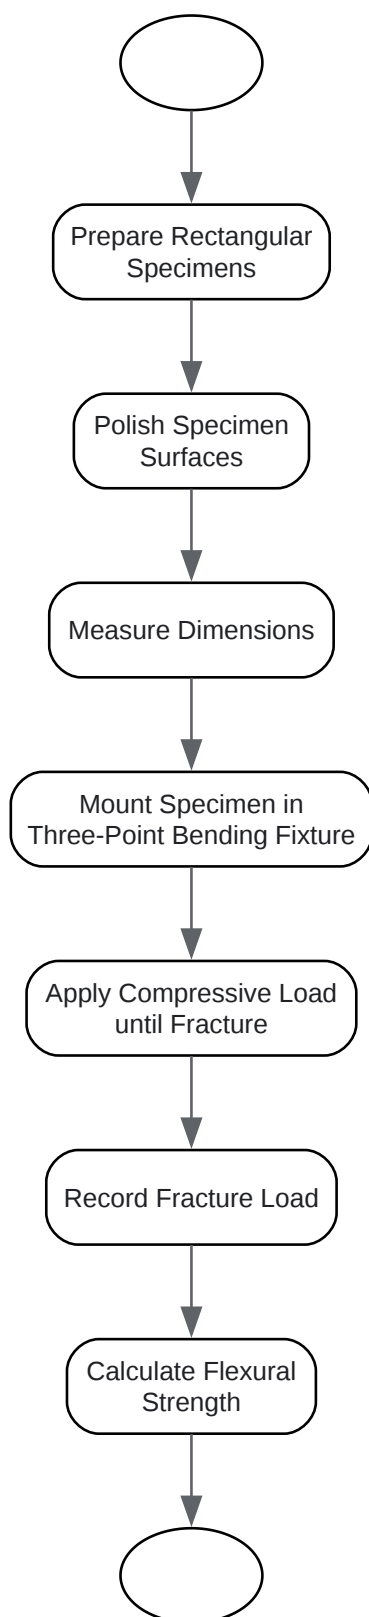 Prepare Rectangular
Specimens
Polish Specimen
Surfaces
Measure Dimensions
Mount Specimen in
Three-Point Bending Fixture
Apply Compressive Load
until Fracture
Record Fracture Load
Calculate Flexural
Strength